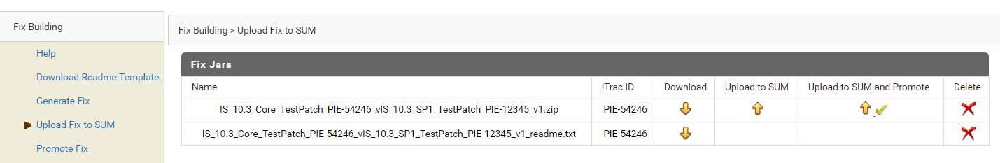 Fix Building
Help
Download Readme Template
Generate Fix
Upload Fix to SUM
Promote Fix
Fix Building > Upload Fix to SUM
Fix Jars
Name iTrac ID Download Upload to SUM Upload to SUM and Promote Delete
IS_10.3_Core_TestPatch_PIE-54246_vIS_10.3_SP1_TestPatch_PIE-12345_v1.zip PIE-54246
IS_10.3_Core_TestPatch_PIE-54246_vIS_10.3_SP1_TestPatch_PIE-12345_v1_readme.txt PIE-54246